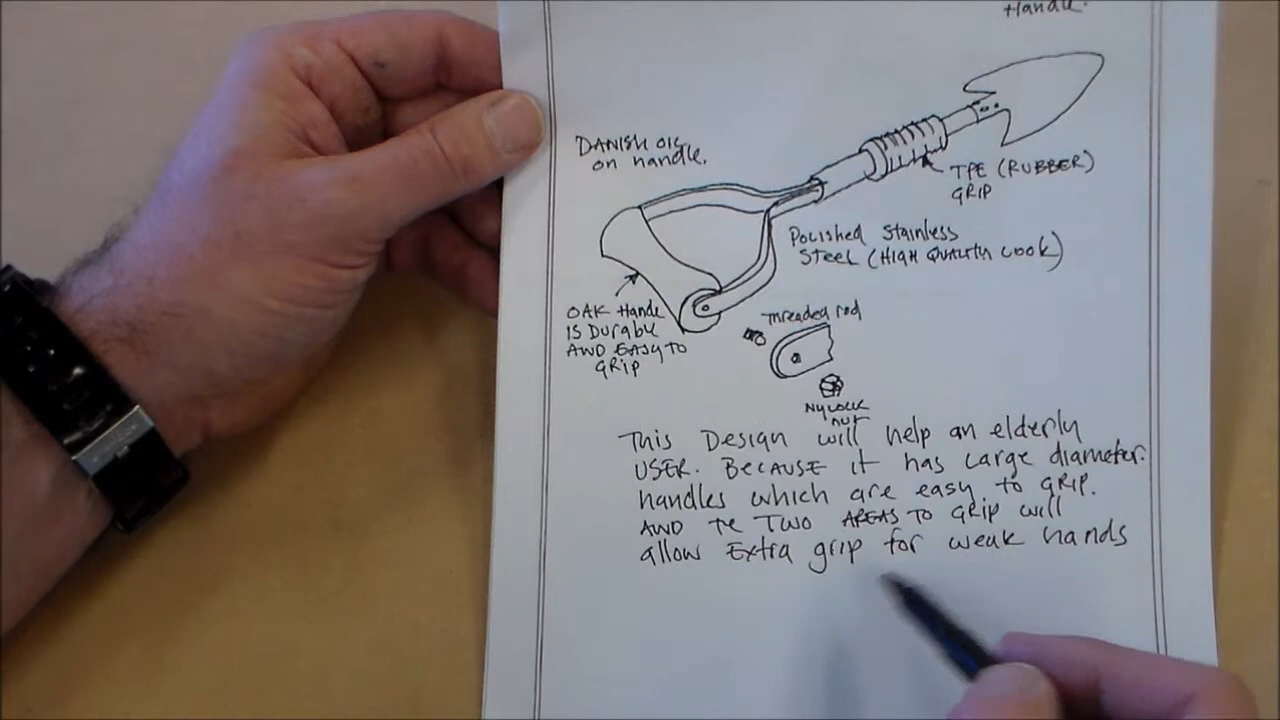 Handle.
DANISH OIL
on handle.
TPE (RUBBER)
GRIP
Polished Stainless
Steel (HIGH QUALITY LOOK)
OAK Handle
IS DURABLE
AND EASY TO
GRIP
Threaded rod
Nylock
nut
This Design will help an elderly
USER. BECAUSE it has large diameter.
handles which are easy to GRIP.
AND TE TWO AREAS TO GRIP will
allow Extra grip for weak hands